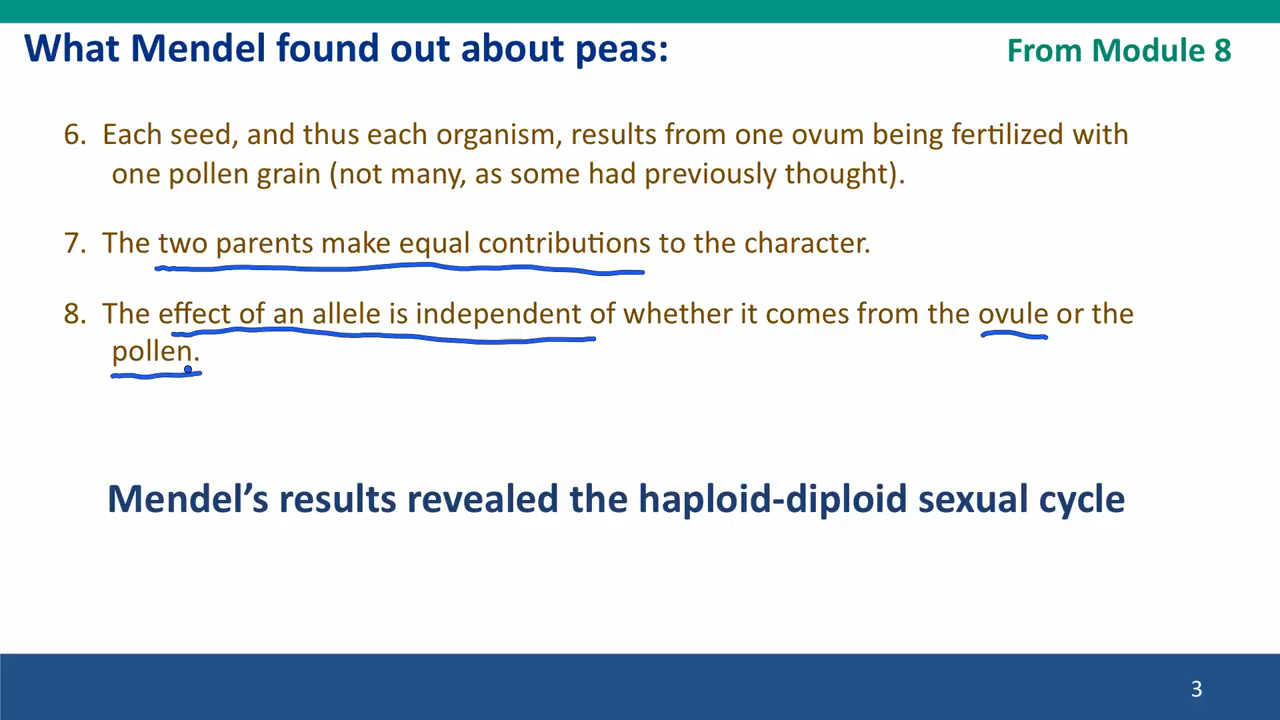 What Mendel found out about peas:
From Module 8
6. Each seed, and thus each organism, results from one ovum being fertilized with
one pollen grain (not many, as some had previously thought).
7. The two parents make equal contributions to the character.
8. The effect of an allele is independent of whether it comes from the ovule or the
pollen.
Mendel’s results revealed the haploid-diploid sexual cycle
3